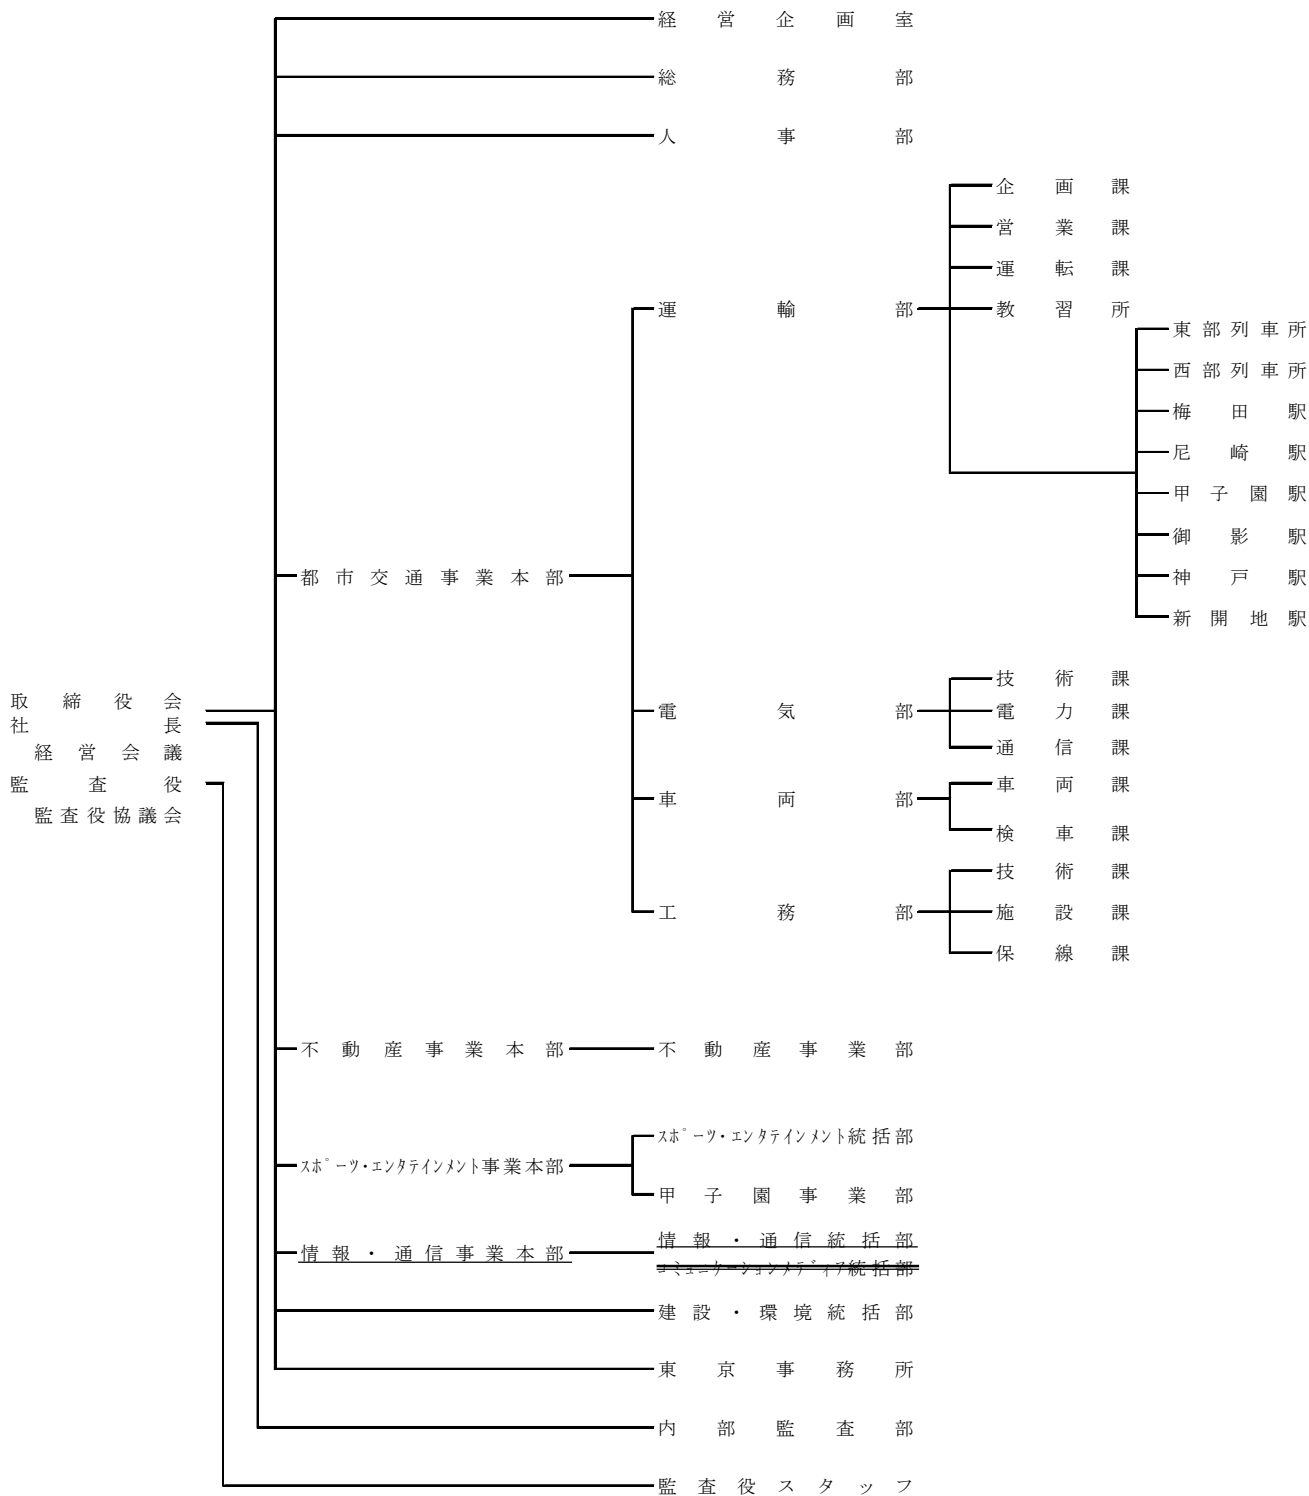 経営企画室
総務部
人事部
企画課
営業課
運転課
運輸部
教習所
東部列車所
西部列車所
梅田駅
尼崎駅
甲子園駅
御影駅
神戸駅
新開地駅
都市交通事業本部
取締役会
社長
経営会議
監査役
監査役協議会
電気部
技術課
電力課
通信課
車両部
車両課
検車課
工務部
技術課
施設課
保線課
不動産事業本部
不動産事業部
ｽﾎﾟｰﾂ・ｴﾝﾀﾃｲﾝﾒﾝﾄ事業本部
ｽﾎﾟｰﾂ・ｴﾝﾀﾃｲﾝﾒﾝﾄ統括部
甲子園事業部
情報・通信事業本部
情報・通信統括部
ｺﾐｭﾆｹｰｼｮﾝﾒﾃﾞｨｱ統括部
建設・環境統括部
東京事務所
内部監査部
監査役スタッフ